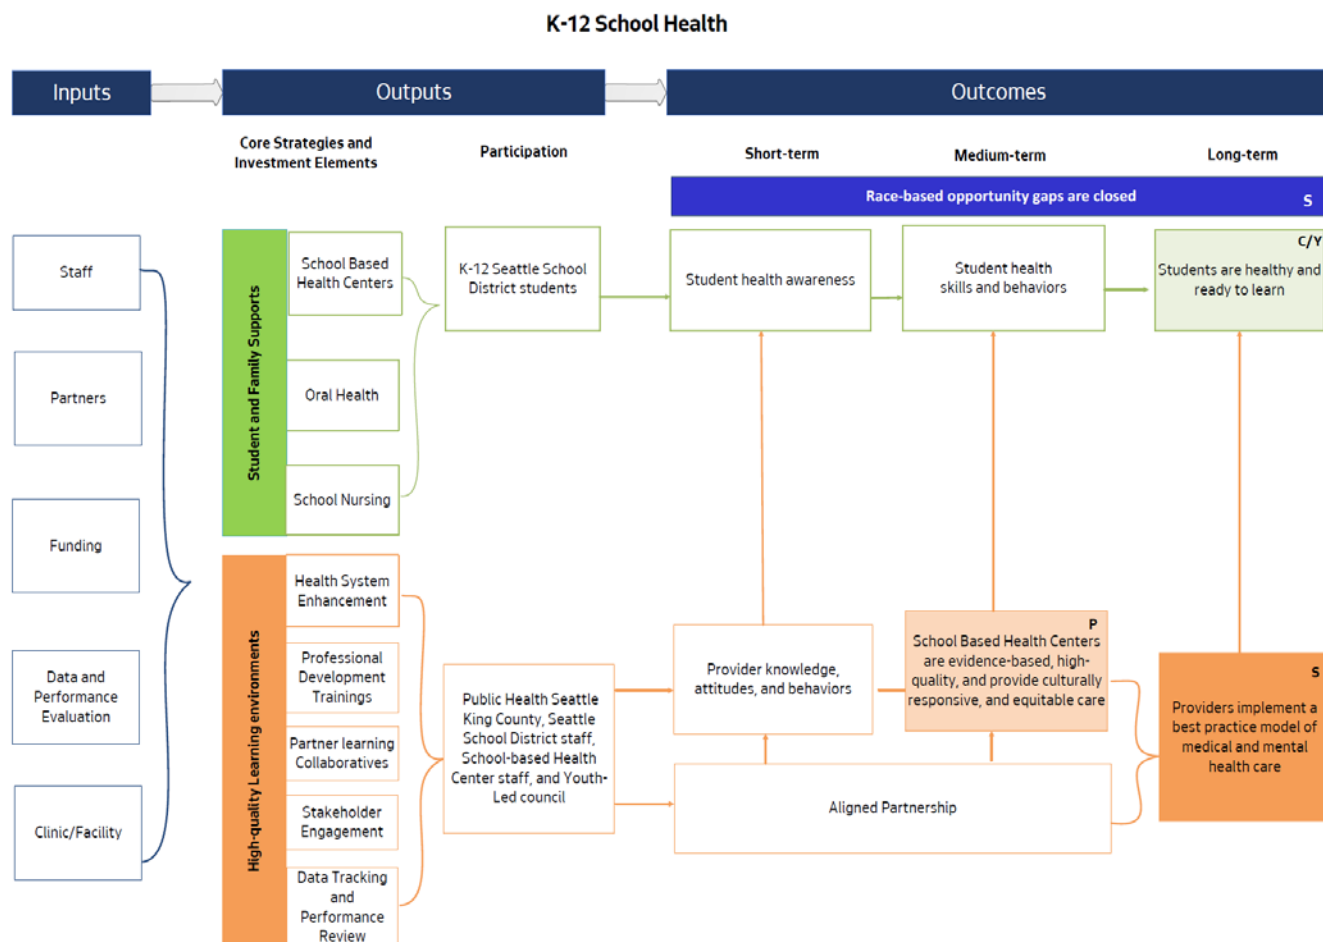 K-12 School Health
Inputs
Outputs
Outcomes
Core Strategies and
Investment Elements
Participation
Short-term
Medium-term
Long-term
Race-based opportunity gaps are closed
S
Staff
Partners
Funding
Data and
Performance
Evaluation
Clinic/Facility
Student and Family Supports
School Based
Health Centers
Oral Health
School Nursing
K-12 Seattle School
District students
Student health awareness
Student health
skills and behaviors
C/Y
Students are healthy and
ready to learn
High-quality Learning environments
Health System
Enhancement
Professional
Development
Trainings
Partner learning
Collaboratives
Stakeholder
Engagement
Data Tracking
and
Performance
Review
Public Health Seattle
King County, Seattle
School District staff,
School-based Health
Center staff, and Youth-
Led council
Provider knowledge,
attitudes, and behaviors
P
School Based Health Centers
are evidence-based, high-
quality, and provide culturally
responsive, and equitable care
Aligned Partnership
S
Providers implement a
best practice model of
medical and mental
health care